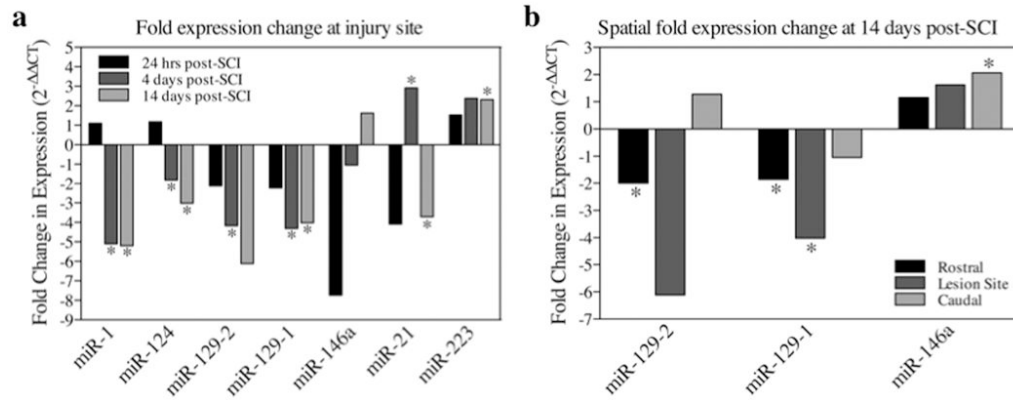 a
Fold expression change at injury site
Fold Change in Expression (2^-ΔΔCT)
5
4
3
2
1
0
-1
-2
-3
-4
-5
-6
-7
-8
-9
24 hrs post-SCI
4 days post-SCI
14 days post-SCI
* * * * * * * * * *
miR-1
miR-124
miR-129-2
miR-129-1
miR-146a
miR-21
miR-223
b
Spatial fold expression change at 14 days post-SCI
Fold Change in Expression (2^-ΔΔCT)
3
2
1
0
-1
-2
-3
-4
-5
-6
-7
* * * *
Rostral
Lesion Site
Caudal
miR-129-2
miR-129-1
miR-146a